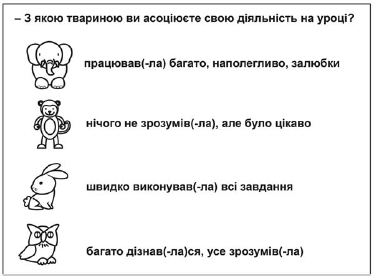 – З якою твариною ви асоціюєте свою діяльність на уроці?
працював(-ла) багато, наполегливо, залюбки
нічого не зрозумів(-ла), але було цікаво
швидко виконував(-ла) всі завдання
багато дізнав(-ла)ся, усе зрозумів(-ла)